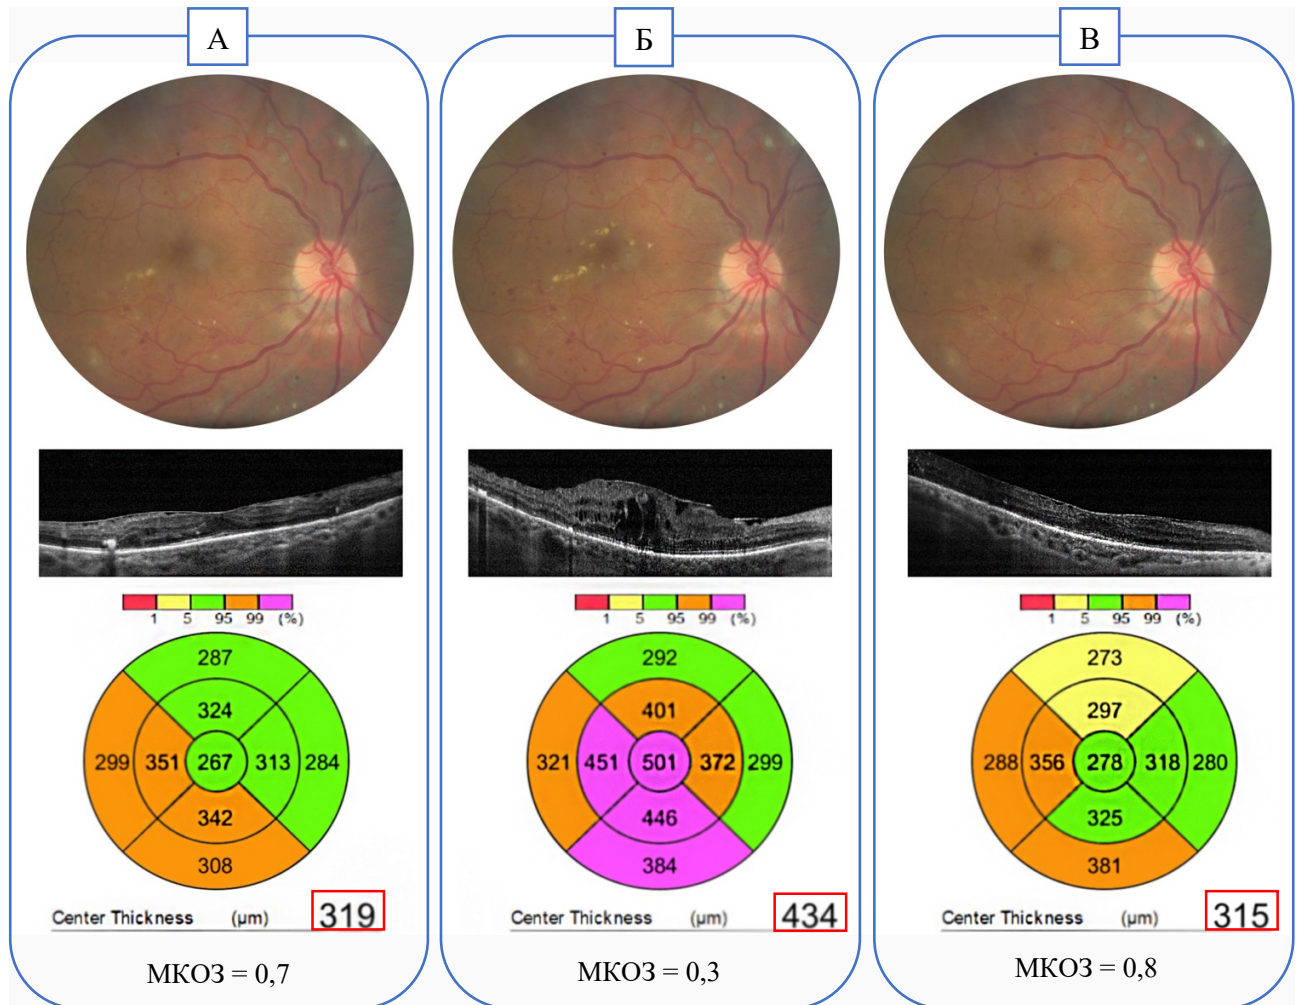 А
1 5 95 99 (%)
287
324
299 351 267 313 284
342
308
Center Thickness (µm) 319
МКОЗ = 0,7
Б
1 5 95 99 (%)
292
401
321 451 501 372 299
446
384
Center Thickness (µm) 434
МКОЗ = 0,3
В
1 5 95 99 (%)
273
297
288 356 278 318 280
325
381
Center Thickness (µm) 315
МКОЗ = 0,8